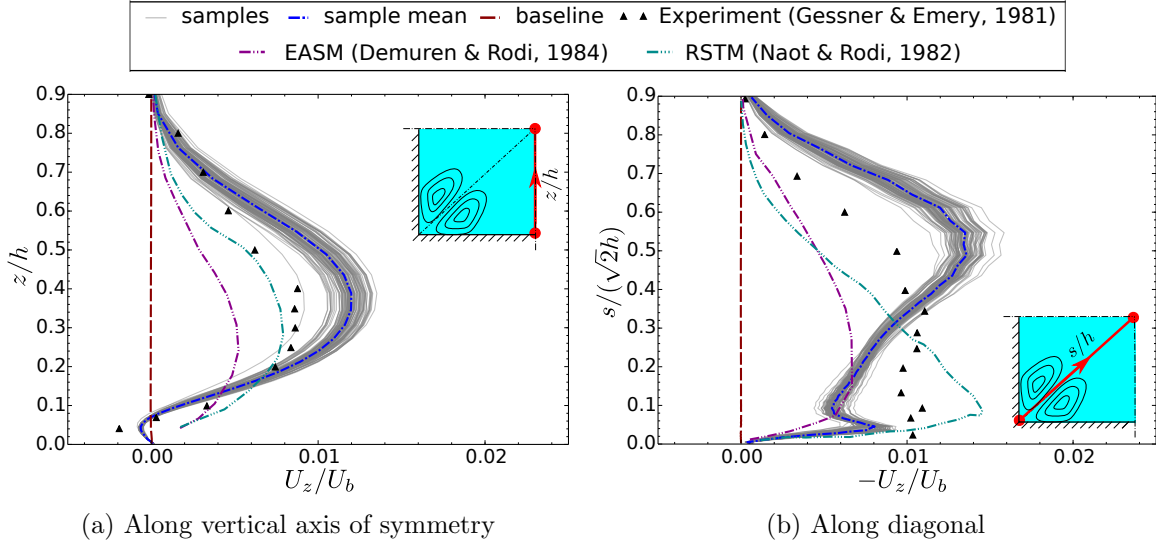 samples sample mean baseline Experiment (Gessner & Emery, 1981)
EASM (Demuren & Rodi, 1984) RSTM (Naot & Rodi, 1982)
0.9
0.8
0.7
0.6
0.5
0.4
0.3
0.2
0.1
0.0
z/h
0.00 0.01 0.02
U_z/U_b
z/h
(a) Along vertical axis of symmetry
0.9
0.8
0.7
0.6
0.5
0.4
0.3
0.2
0.1
0.0
s/(√2h)
0.00 0.01 0.02
−U_z/U_b
s/h
(b) Along diagonal